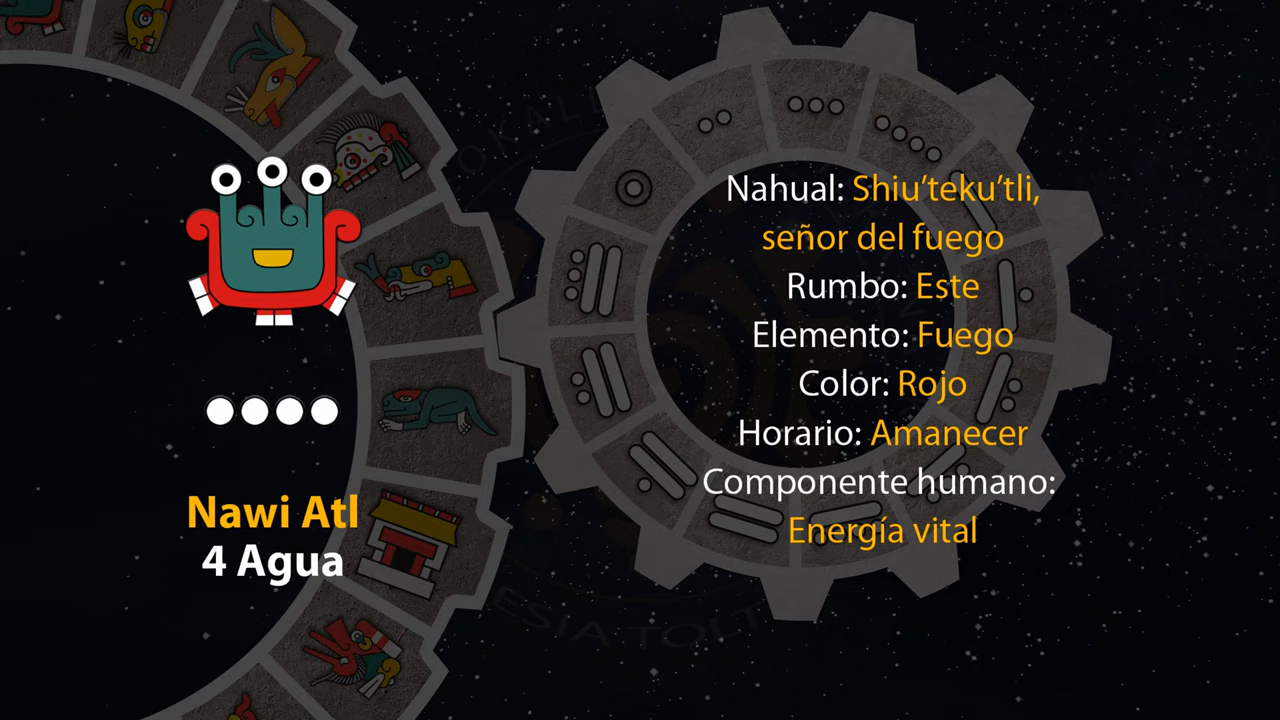 Nawi Atl
4 Agua
Nahual: Shiu’teku’tli,
señor del fuego
Rumbo: Este
Elemento: Fuego
Color: Rojo
Horario: Amanecer
Componente humano:
Energía vital